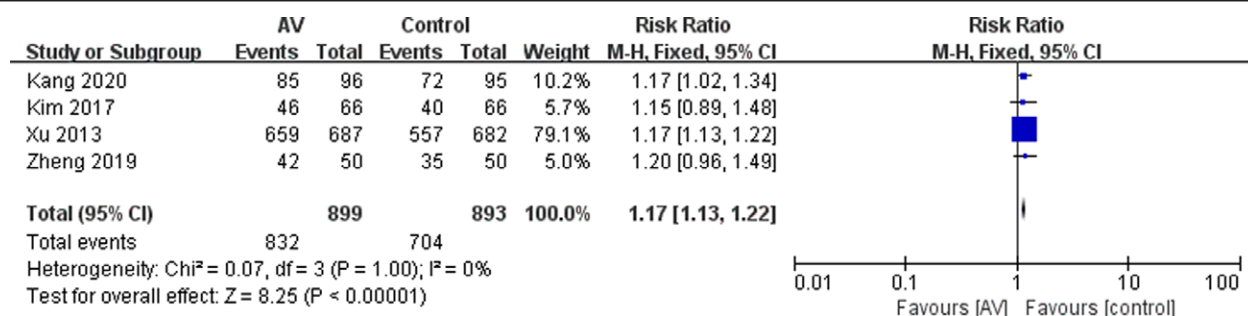 AV Control Risk Ratio Risk Ratio
Study or Subgroup Events Total Events Total Weight M-H, Fixed, 95% CI M-H, Fixed, 95% CI
Kang 2020 85 96 72 95 10.2% 1.17 [1.02, 1.34]
Kim 2017 46 66 40 66 5.7% 1.15 [0.89, 1.48]
Xu 2013 659 687 557 682 79.1% 1.17 [1.13, 1.22]
Zheng 2019 42 50 35 50 5.0% 1.20 [0.96, 1.49]
Total (95% CI) 899 893 100.0% 1.17 [1.13, 1.22]
Total events 832 704
Heterogeneity: Chi² = 0.07, df = 3 (P = 1.00); I² = 0%
Test for overall effect: Z = 8.25 (P < 0.00001)
0.01 0.1 1 10 100
Favours [AV] Favours [control]